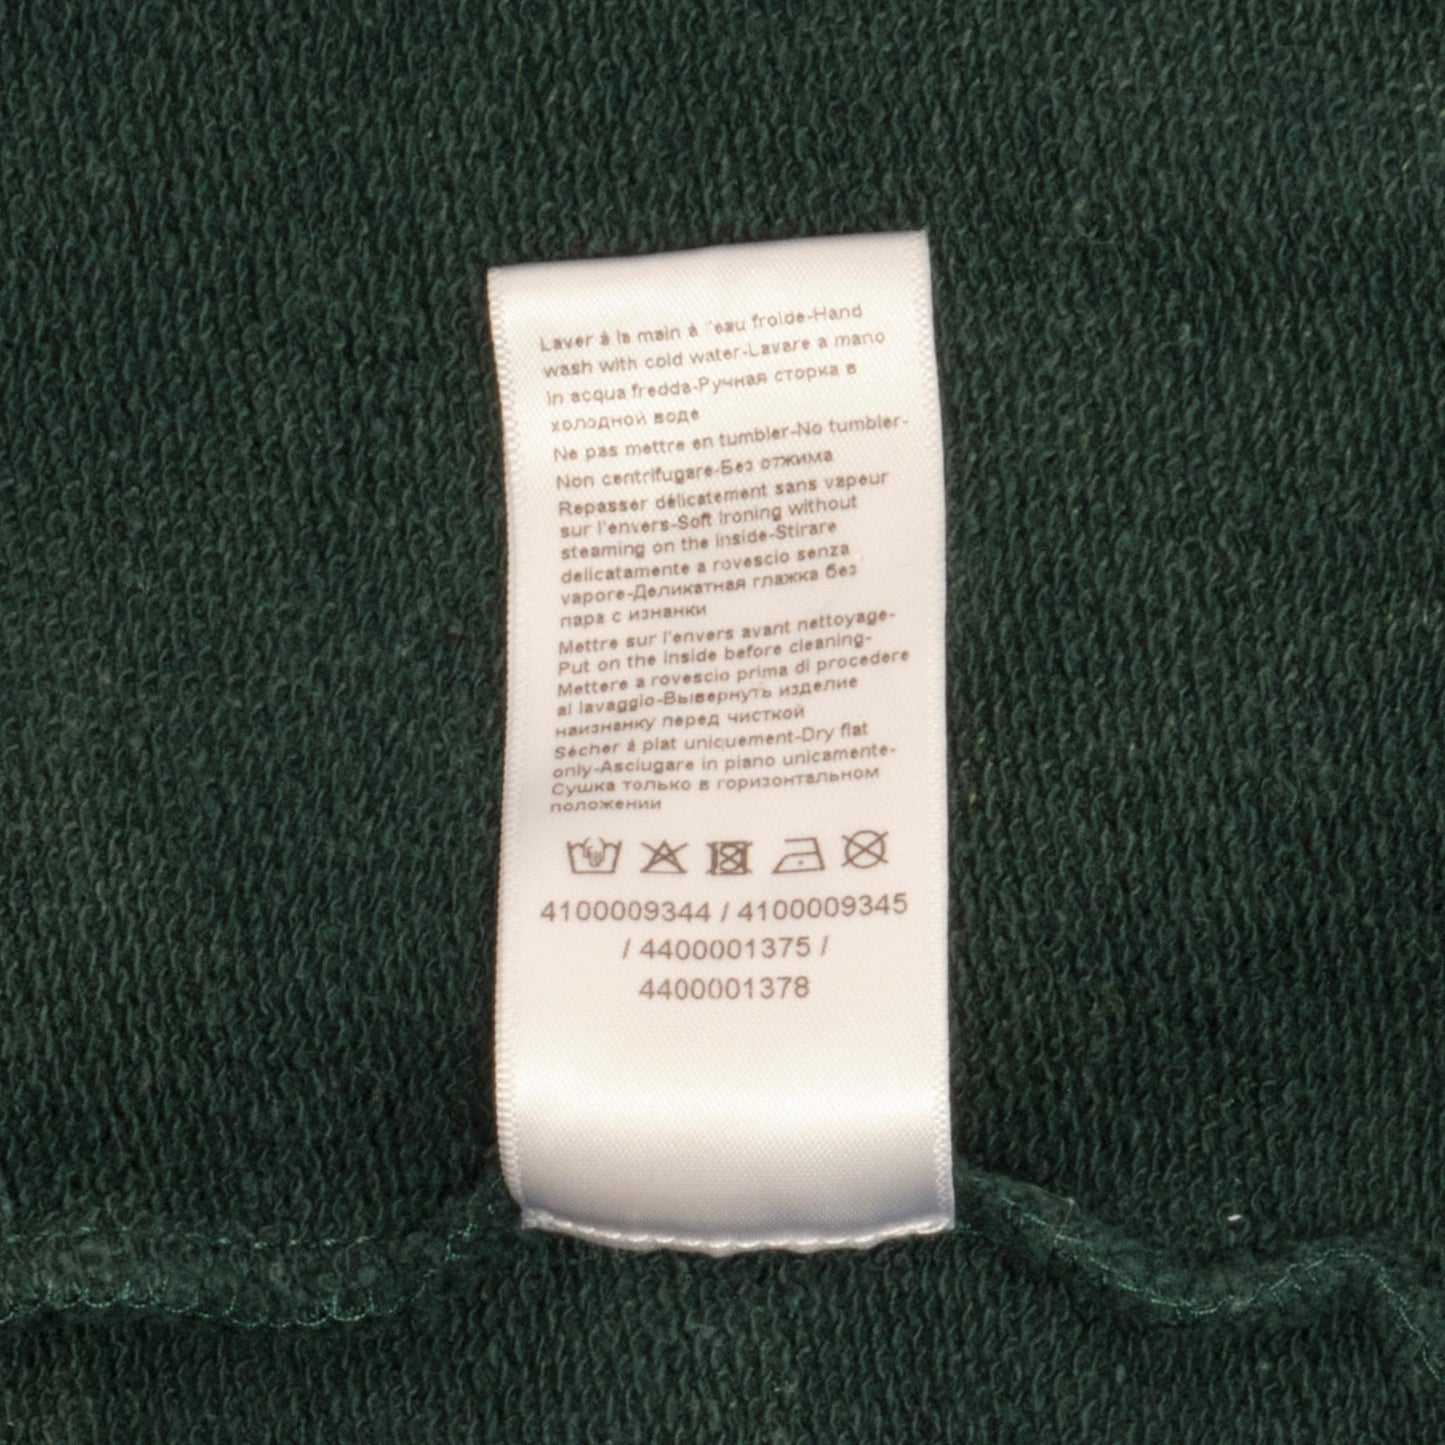 Laver à la main à l'eau froide-Hand
wash with cold water-Lavare a mano
in acqua fredda-Ручная сторка в
холодной воде
Ne pas mettre en tumbler-No tumbler-
Non centrifugare-Без отжима
Repasser délicatement sans vapeur
sur l'envers-Soft ironing without
steaming on the inside-Stirare
delicatamente a rovescio senza
vapore-Деликатная глажка без
пара с изнанки
Mettre sur l'envers avant nettoyage-
Put on the inside before cleaning-
Mettere a rovescio prima di procedere
al lavaggio-Вывернуть изделие
наизнанку перед чисткой
Sécher à plat uniquement-Dry flat
only-Asciugare in piano unicamente-
Сушка только в горизонтальном
положении
4100009344 / 4100009345
/ 4400001375 /
4400001378